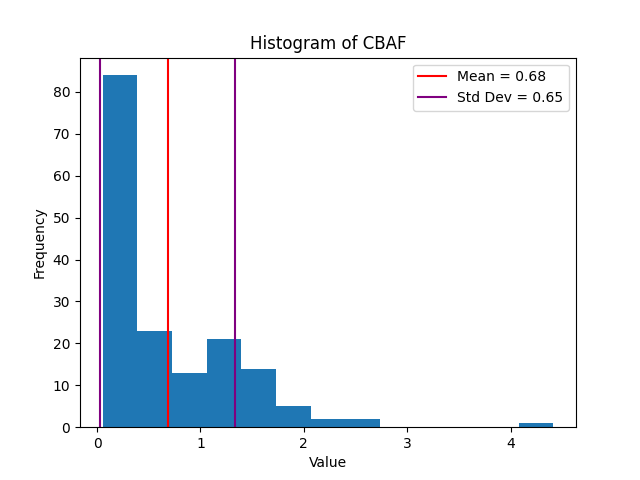 Histogram of CBAF
Mean = 0.68
Std Dev = 0.65
Frequency
80
70
60
50
40
30
20
10
0
0 1 2 3 4
Value